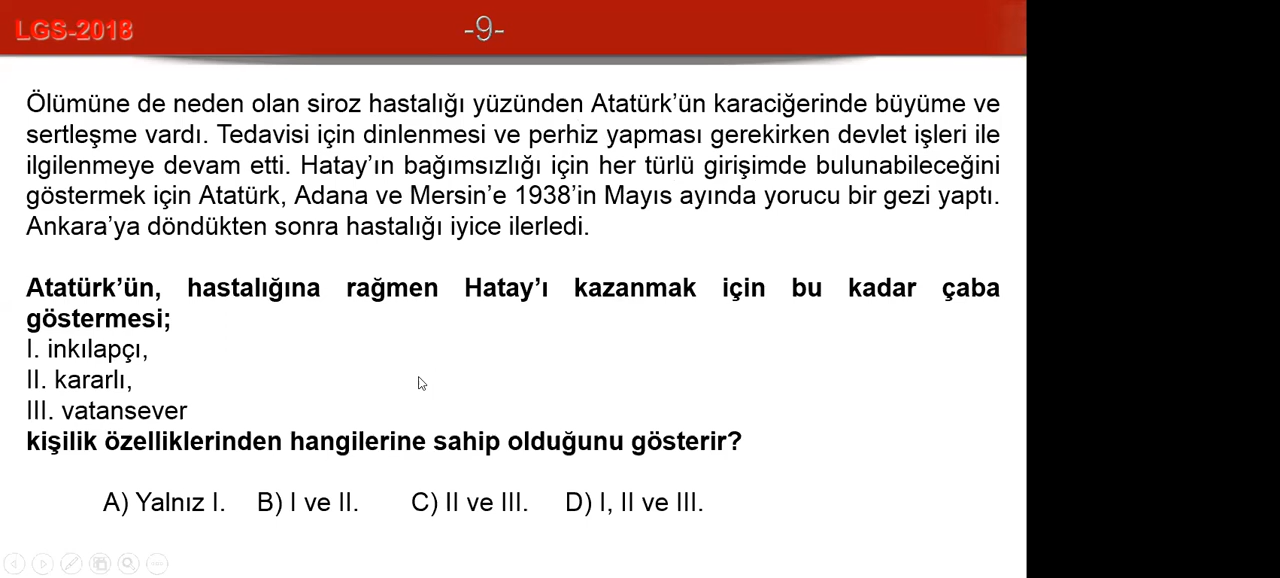 LGS-2018
-9-
Ölümüne de neden olan siroz hastalığı yüzünden Atatürk’ün karaciğerinde büyüme ve
sertleşme vardı. Tedavisi için dinlenmesi ve perhiz yapması gerekirken devlet işleri ile
ilgilenmeye devam etti. Hatay’ın bağımsızlığı için her türlü girişimde bulunabileceğini
göstermek için Atatürk, Adana ve Mersin’e 1938’in Mayıs ayında yorucu bir gezi yaptı.
Ankara’ya döndükten sonra hastalığı iyice ilerledi.
Atatürk’ün, hastalığına rağmen Hatay’ı kazanmak için bu kadar çaba
göstermesi;
I. inkılapçı,
II. kararlı,
III. vatansever
kişilik özelliklerinden hangilerine sahip olduğunu gösterir?
A) Yalnız I. B) I ve II. C) II ve III. D) I, II ve III.